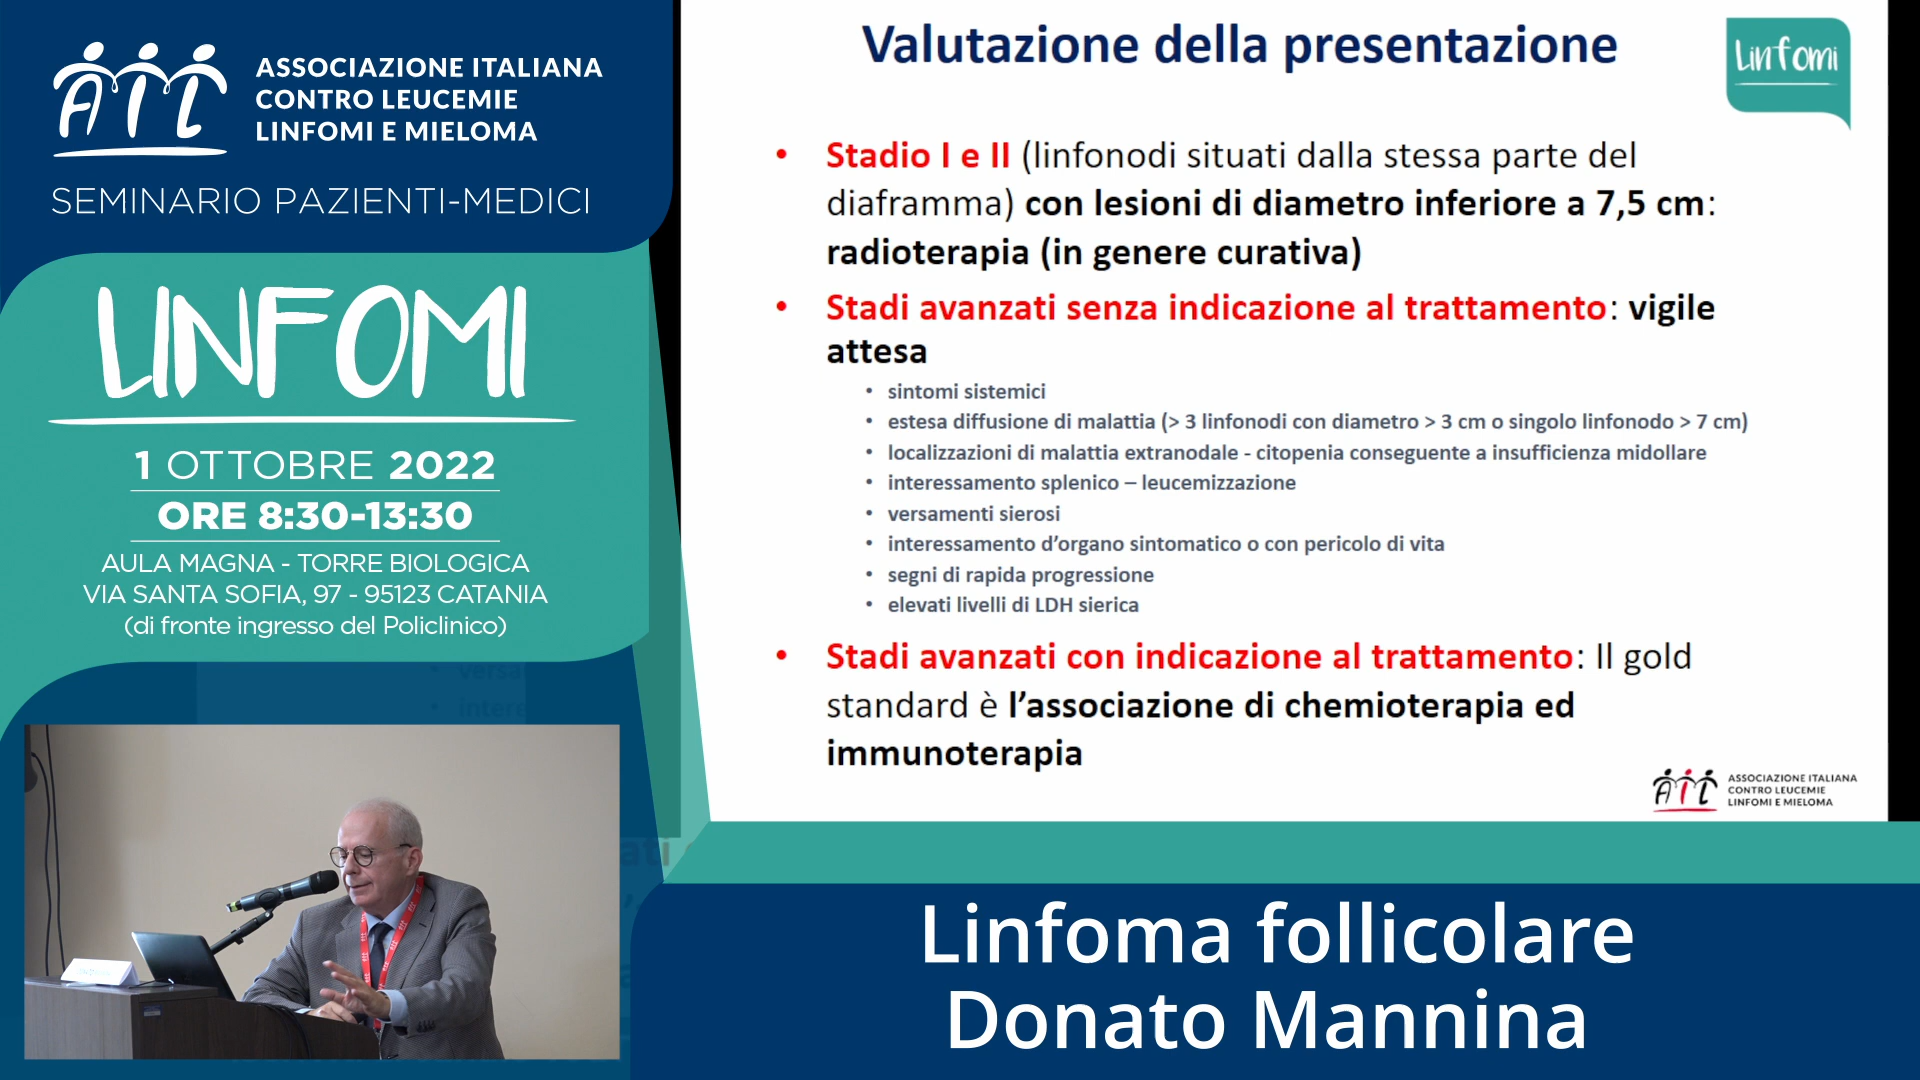 AIL
ASSOCIAZIONE ITALIANA
CONTRO LEUCEMIE
LINFOMI E MIELOMA
SEMINARIO PAZIENTI-MEDICI
LINFOMI
1 OTTOBRE 2022
ORE 8:30-13:30
AULA MAGNA - TORRE BIOLOGICA
VIA SANTA SOFIA, 97 - 95123 CATANIA
(di fronte ingresso del Policlinico)
Valutazione della presentazione
Linfomi
• Stadio I e II (linfonodi situati dalla stessa parte del
diaframma) con lesioni di diametro inferiore a 7,5 cm:
radioterapia (in genere curativa)
• Stadi avanzati senza indicazione al trattamento: vigile
attesa
• sintomi sistemici
• estesa diffusione di malattia (> 3 linfonodi con diametro > 3 cm o singolo linfonodo > 7 cm)
• localizzazioni di malattia extranodale - citopenia conseguente a insufficienza midollare
• interessamento splenico – leucemizzazione
• versamenti sierosi
• interessamento d'organo sintomatico o con pericolo di vita
• segni di rapida progressione
• elevati livelli di LDH sierica
• Stadi avanzati con indicazione al trattamento: Il gold
standard è l'associazione di chemioterapia ed
immunoterapia
AIL
ASSOCIAZIONE ITALIANA
CONTRO LEUCEMIE
LINFOMI E MIELOMA
Linfoma follicolare
Donato Mannina